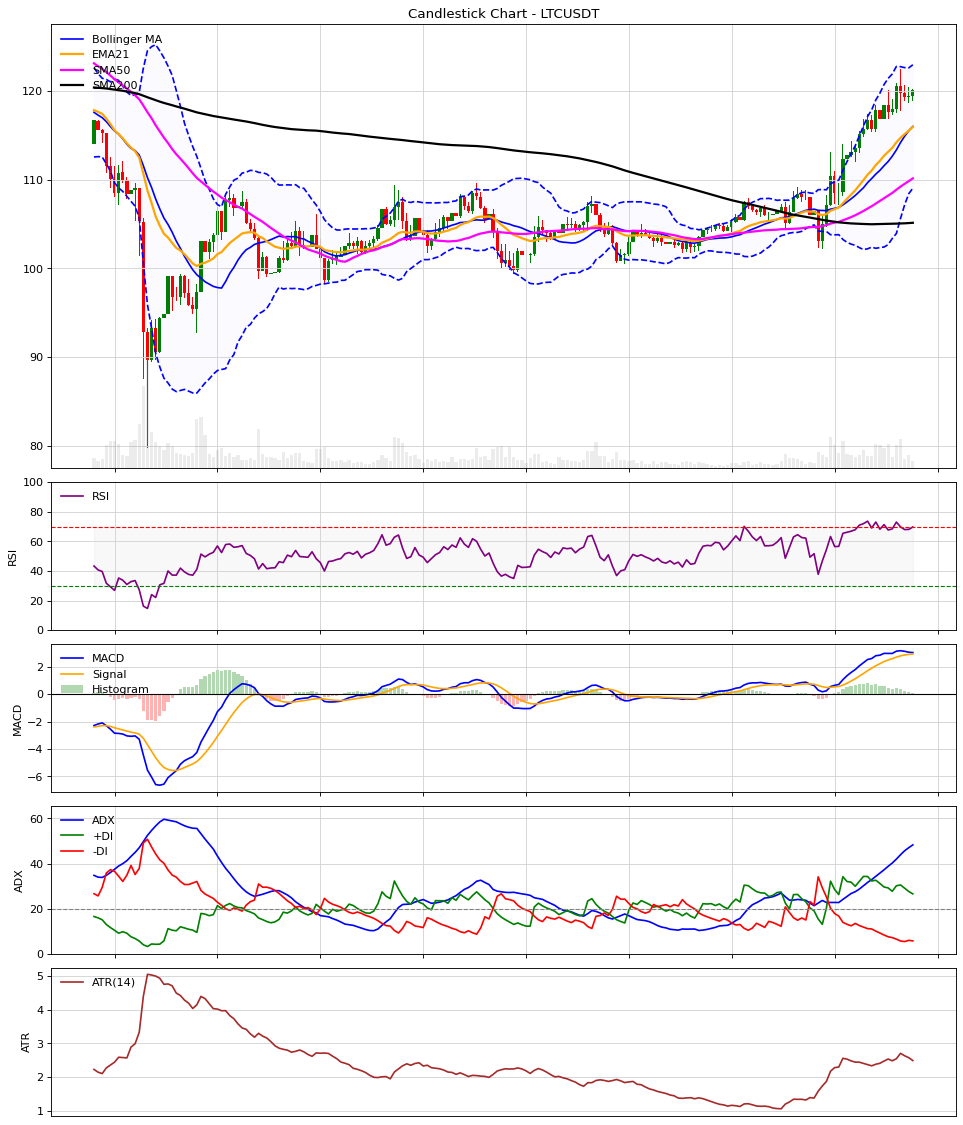 Candlestick Chart - LTCUSDT
Bollinger MA
EMA21
SMA50
SMA200
120
110
100
90
80
100
80
60
40
20
0
RSI
RSI
2
0
−2
−4
−6
MACD
MACD
Signal
Histogram
60
40
20
0
ADX
ADX
+DI
-DI
5
4
3
2
1
ATR
ATR(14)